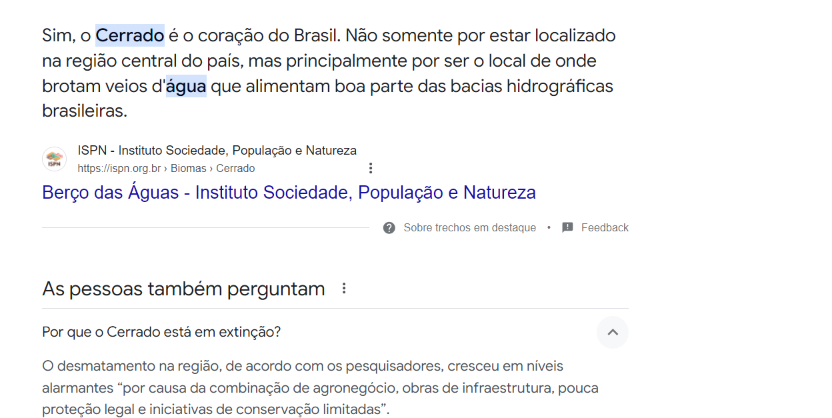 Sim, o Cerrado é o coração do Brasil. Não somente por estar localizado
na região central do país, mas principalmente por ser o local de onde
brotam veios d'água que alimentam boa parte das bacias hidrográficas
brasileiras.
ISPN
ISPN - Instituto Sociedade, População e Natureza
https://ispn.org.br › Biomas › Cerrado
Berço das Águas - Instituto Sociedade, População e Natureza
Sobre trechos em destaque • Feedback
As pessoas também perguntam
Por que o Cerrado está em extinção?
O desmatamento na região, de acordo com os pesquisadores, cresceu em níveis
alarmantes “por causa da combinação de agronegócio, obras de infraestrutura, pouca
proteção legal e iniciativas de conservação limitadas”.